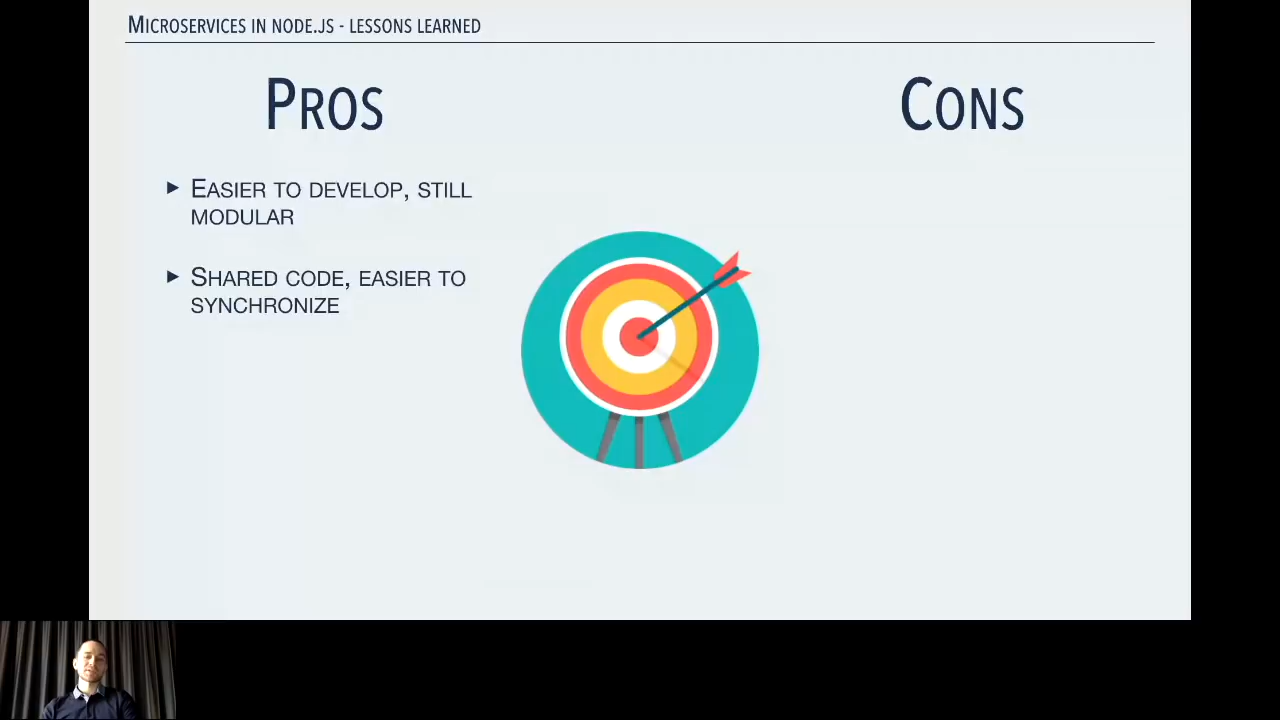 Microservices in node.js - lessons learned
Pros
Cons
Easier to develop, still
modular
Shared code, easier to
synchronize